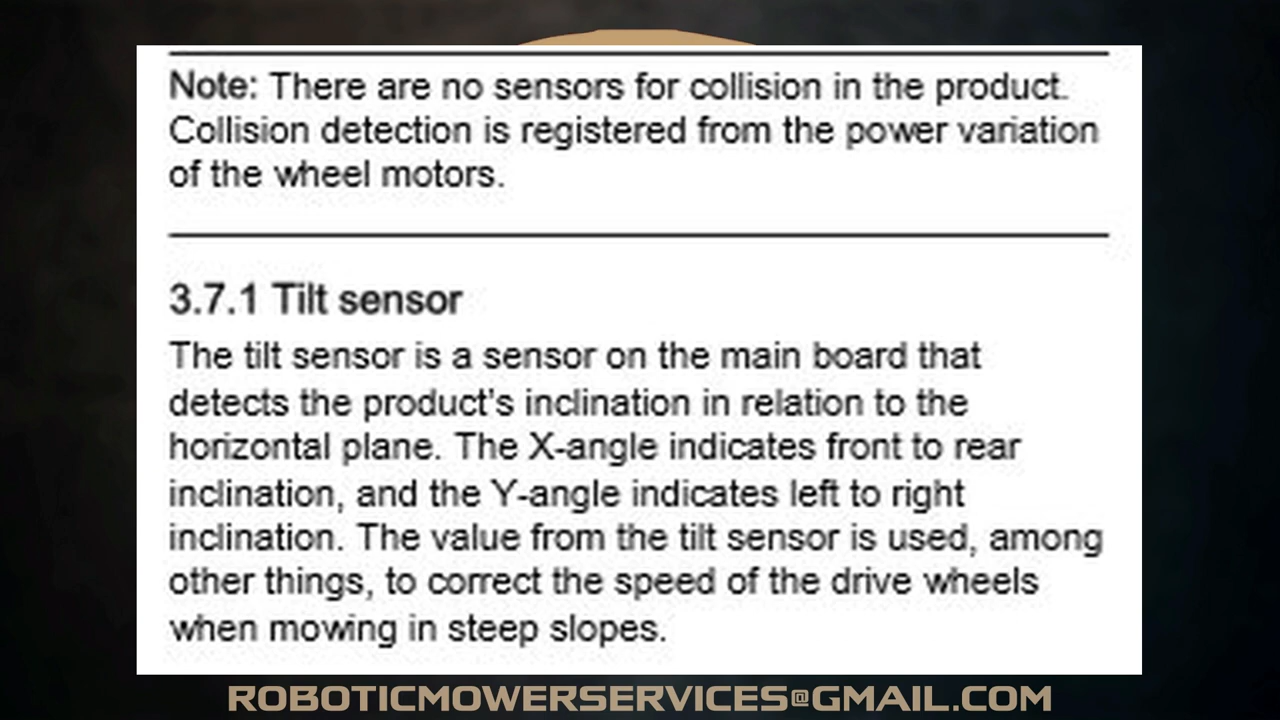 Note: There are no sensors for collision in the product.
Collision detection is registered from the power variation
of the wheel motors.
3.7.1 Tilt sensor
The tilt sensor is a sensor on the main board that
detects the product's inclination in relation to the
horizontal plane. The X-angle indicates front to rear
inclination, and the Y-angle indicates left to right
inclination. The value from the tilt sensor is used, among
other things, to correct the speed of the drive wheels
when mowing in steep slopes.
ROBOTICMOWERSERVICES@GMAIL.COM